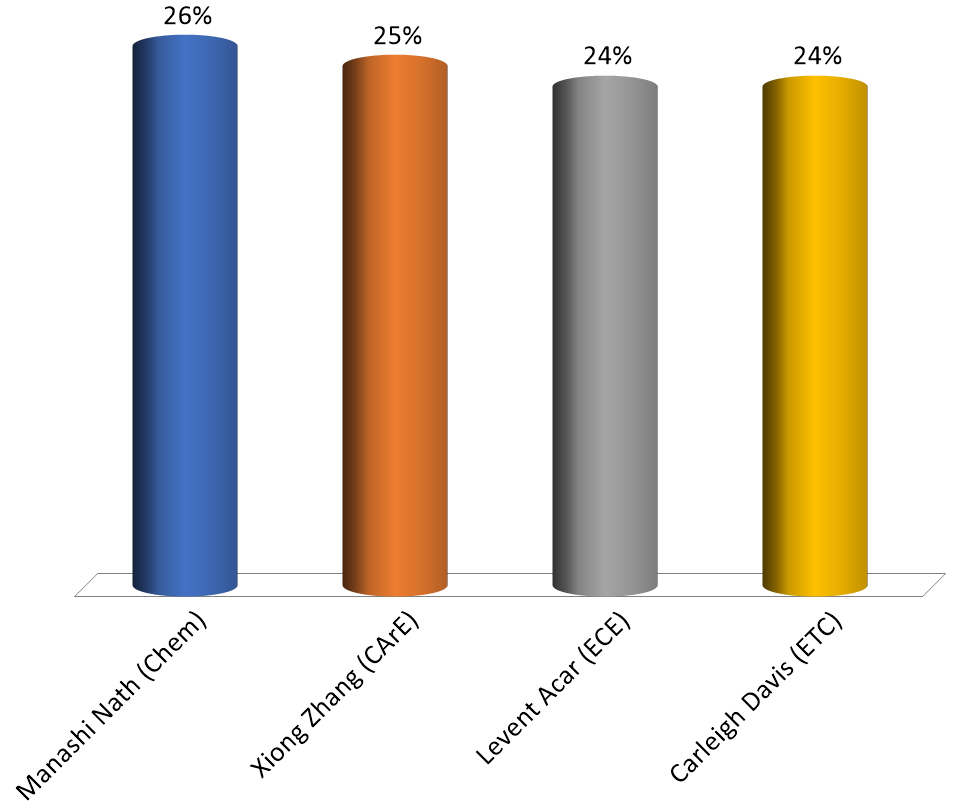 26%
25%
24%
24%
Manashi Nath (Chem)
Xiong Zhang (CArE)
Levent Acar (ECE)
Carleigh Davis (ETC)